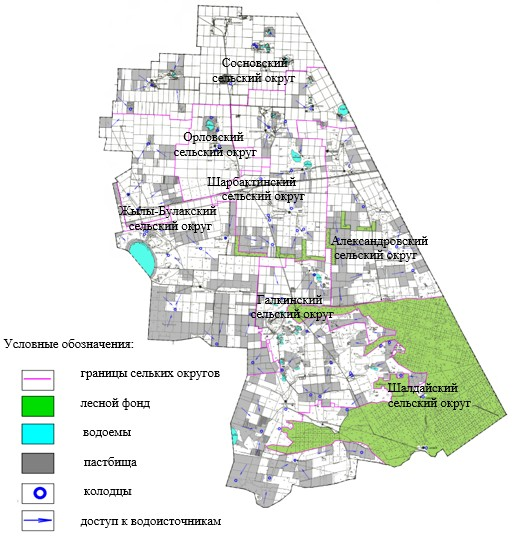 Сосновский
сельский округ
Орловский
сельский округ
Шарбактинский
сельский округ
Жылы-Булакский
сельский округ
Александровский
сельский округ
Галкинский
сельский округ
Шалдайский
сельский округ
Условные обозначения:
границы сельких округов
лесной фонд
водоемы
пастбища
колодцы
доступ к водоисточникам